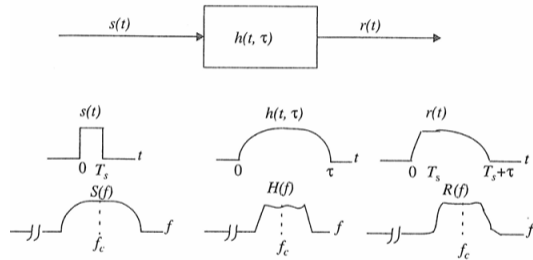 s(t) h(t, τ) r(t)
s(t) h(t, τ) r(t)
0 T_s t 0 τ t 0 T_s T_s+τ t
S(f) H(f) R(f)
f f f
f_c f_c f_c